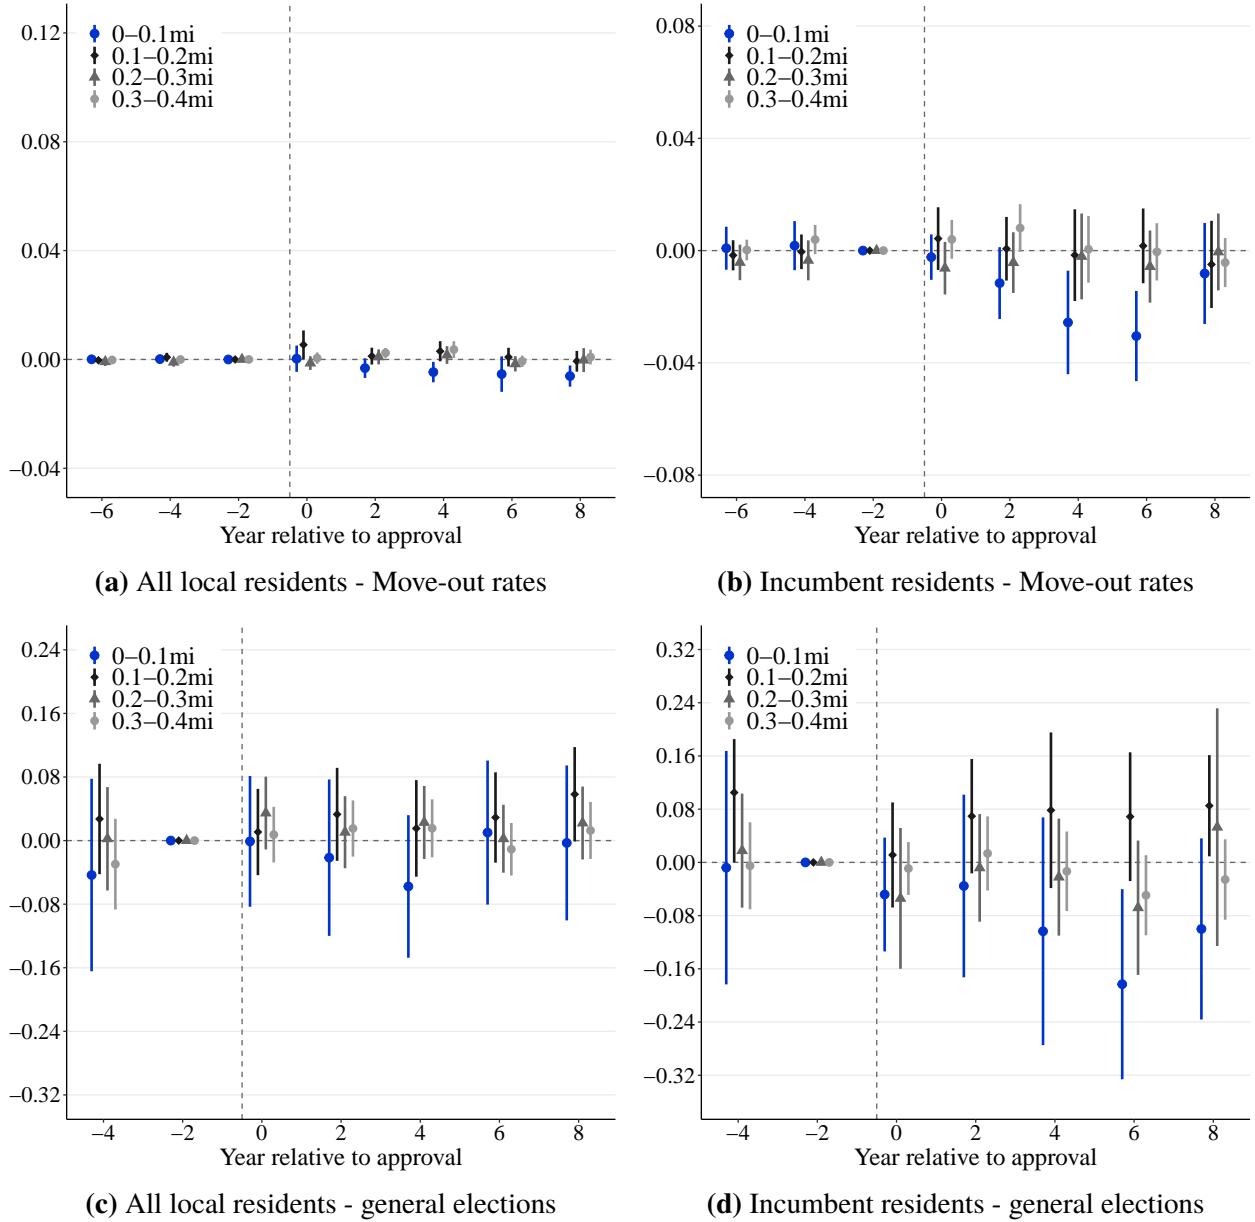 0.12
0.08
0.04
0.00
−0.04
0−0.1mi
0.1−0.2mi
0.2−0.3mi
0.3−0.4mi
−6 −4 −2 0 2 4 6 8
Year relative to approval
(a) All local residents - Move-out rates
0.08
0.04
0.00
−0.04
−0.08
0−0.1mi
0.1−0.2mi
0.2−0.3mi
0.3−0.4mi
−6 −4 −2 0 2 4 6 8
Year relative to approval
(b) Incumbent residents - Move-out rates
0.24
0.16
0.08
0.00
−0.08
−0.16
−0.24
−0.32
0−0.1mi
0.1−0.2mi
0.2−0.3mi
0.3−0.4mi
−4 −2 0 2 4 6 8
Year relative to approval
(c) All local residents - general elections
0.32
0.24
0.16
0.08
0.00
−0.08
−0.16
−0.24
−0.32
0−0.1mi
0.1−0.2mi
0.2−0.3mi
0.3−0.4mi
−4 −2 0 2 4 6 8
Year relative to approval
(d) Incumbent residents - general elections